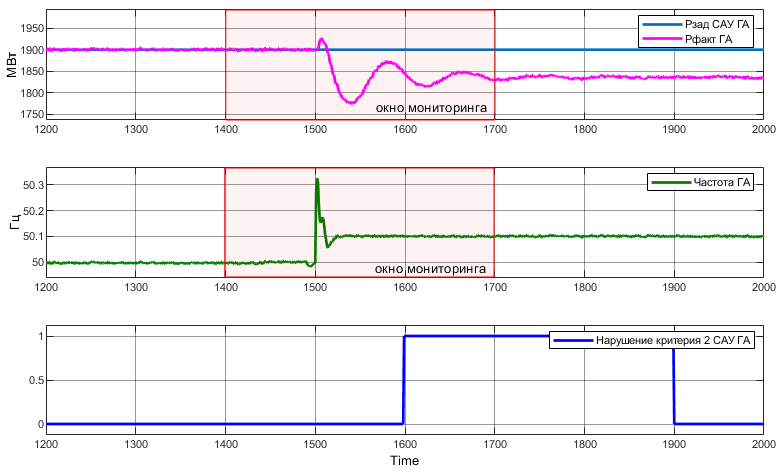 1950
1900
1850
1800
1750
МВт
Pзад САУ ГА
Pфакт ГА
окно мониторинга
1200 1300 1400 1500 1600 1700 1800 1900 2000
50.3
50.2
50.1
50
Гц
Частота ГА
окно мониторинга
1200 1300 1400 1500 1600 1700 1800 1900 2000
1
0.5
0
Нарушение критерия 2 САУ ГА
1200 1300 1400 1500 1600 1700 1800 1900 2000
Time